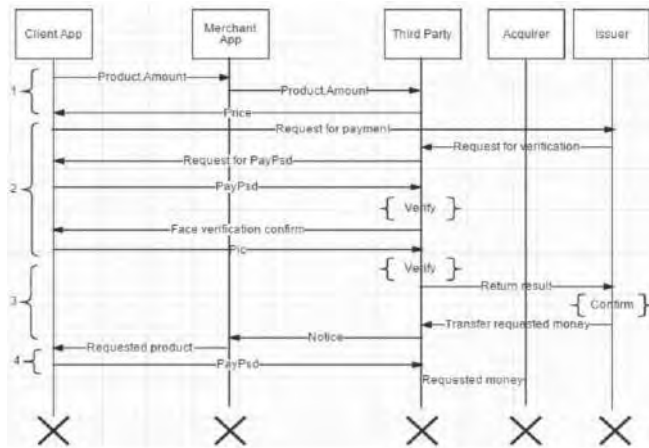 Client App
Merchant
App
Third Party
Acquirer
Issuer
Product.Amount
1
Product.Amount
Price
Request for payment
Request for verification
Request for PayPsd
PayPsd
2
Verify
Face verification confirm
Pic
Verify
Return result
3
Confirm
Transfer requested money
Notice
Requested product
4
PayPsd
Requested money